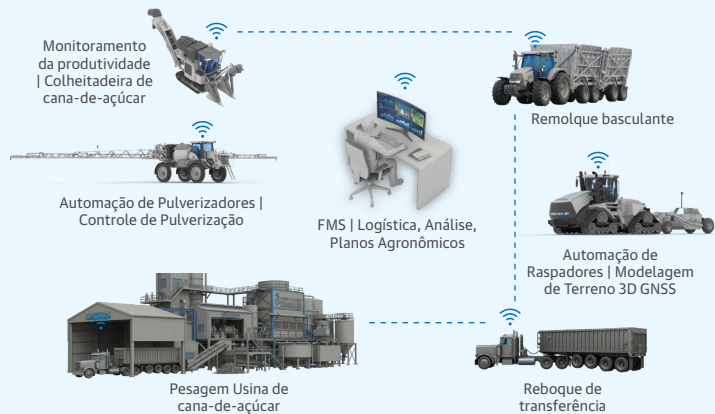 Monitoramento
da produtividade
| Colheitadeira de
cana-de-açúcar
Remolque basculante
Automação de Pulverizadores |
Controle de Pulverização
FMS | Logística, Análise,
Planos Agronômicos
Automação de
Raspadores | Modelagem
de Terreno 3D GNSS
Pesagem Usina de
cana-de-açúcar
Reboque de
transferência